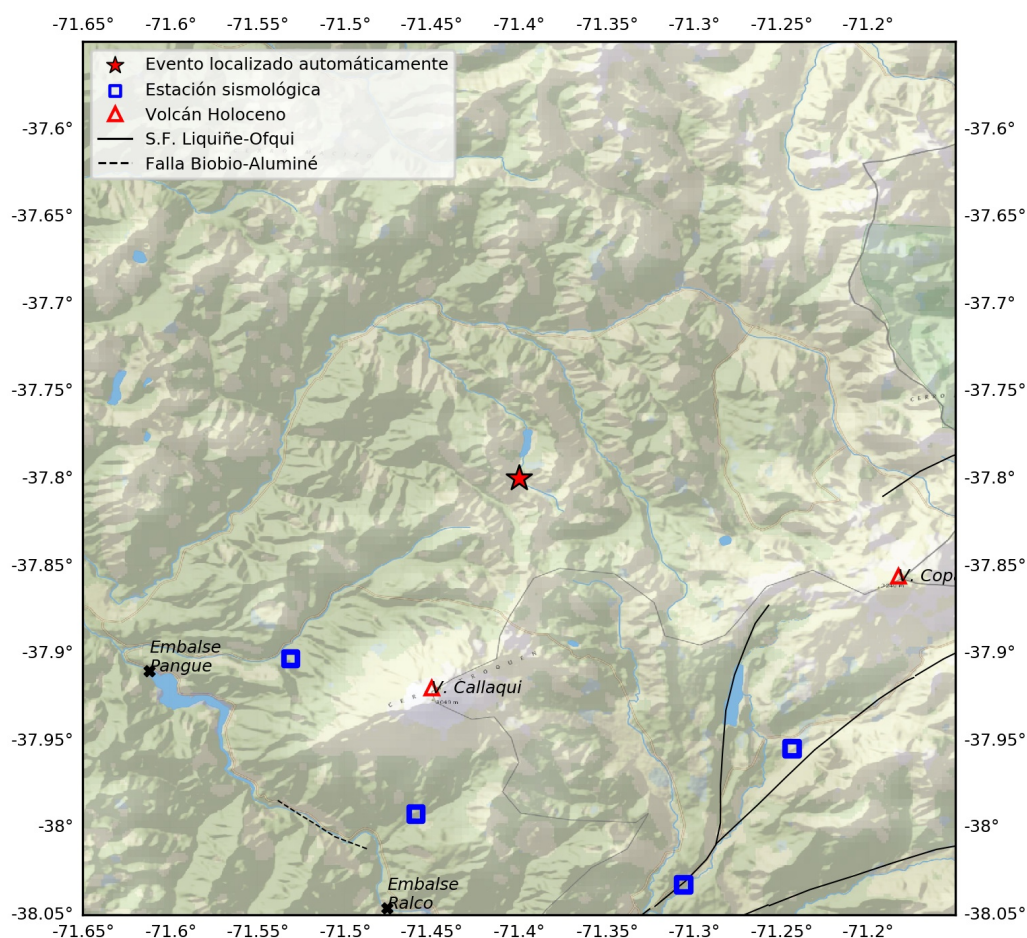 -71.65 -71.6 -71.55 -71.5 -71.45 -71.4 -71.35 -71.3 -71.25 -71.2
Evento localizado automáticamente
Estación sismológica
Volcán Holoceno
S.F. Liquiñe-Ofqui
Falla Biobio-Aluminé
-37.6° -37.6°
-37.65° -37.65°
-37.7° -37.7°
-37.75° -37.75°
CERRO
-37.8° -37.8°
-37.85° -37.85°
V. Cop
-37.9° -37.9°
Embalse
Pangue
V. Callaqui
-37.95° -37.95°
-38° -38°
Embalse
Ralco
-38.05° -38.05°
-71.65 -71.6 -71.55 -71.5 -71.45 -71.4 -71.35 -71.3 -71.25 -71.2